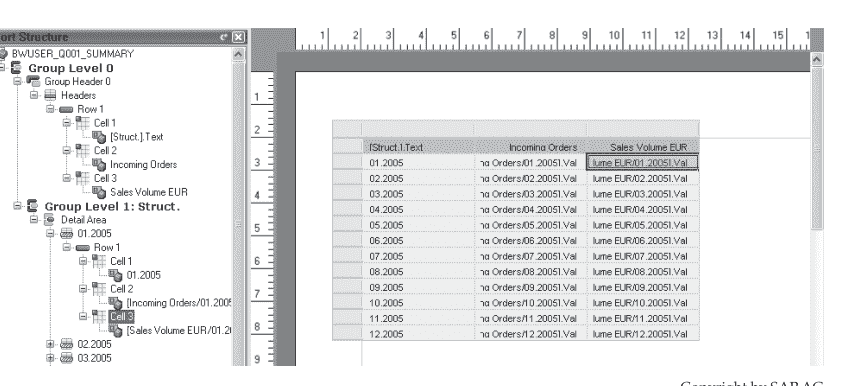 ort Structure
BWUSER_Q001_SUMMARY
Group Level 0
Group Header 0
Headers
Row 1
Cell 1
[Struct.].Text
Cell 2
Incoming Orders
Cell 3
Sales Volume EUR
Group Level 1: Struct.
Detail Area
01.2005
Row 1
Cell 1
01.2005
Cell 2
[Incoming Orders/01.200
Cell 3
[Sales Volume EUR/01.2
02.2005
03.2005
1 2 3 4 5 6 7 8 9 10 11 12 13 14 15 1
1
2
3
4
5
6
7
8
9
[Struct.].Text Incoming Orders Sales Volume EUR
01.2005 ng Orders/01.2005].Val lume EUR/01.2005].Val
02.2005 ng Orders/02.2005].Val lume EUR/02.2005].Val
03.2005 ng Orders/03.2005].Val lume EUR/03.2005].Val
04.2005 ng Orders/04.2005].Val lume EUR/04.2005].Val
05.2005 ng Orders/05.2005].Val lume EUR/05.2005].Val
06.2005 ng Orders/06.2005].Val lume EUR/06.2005].Val
07.2005 ng Orders/07.2005].Val lume EUR/07.2005].Val
08.2005 ng Orders/08.2005].Val lume EUR/08.2005].Val
09.2005 ng Orders/09.2005].Val lume EUR/09.2005].Val
10.2005 ng Orders/10.2005].Val lume EUR/10.2005].Val
11.2005 ng Orders/11.2005].Val lume EUR/11.2005].Val
12.2005 ng Orders/12.2005].Val lume EUR/12.2005].Val
Copyright by SAP AG